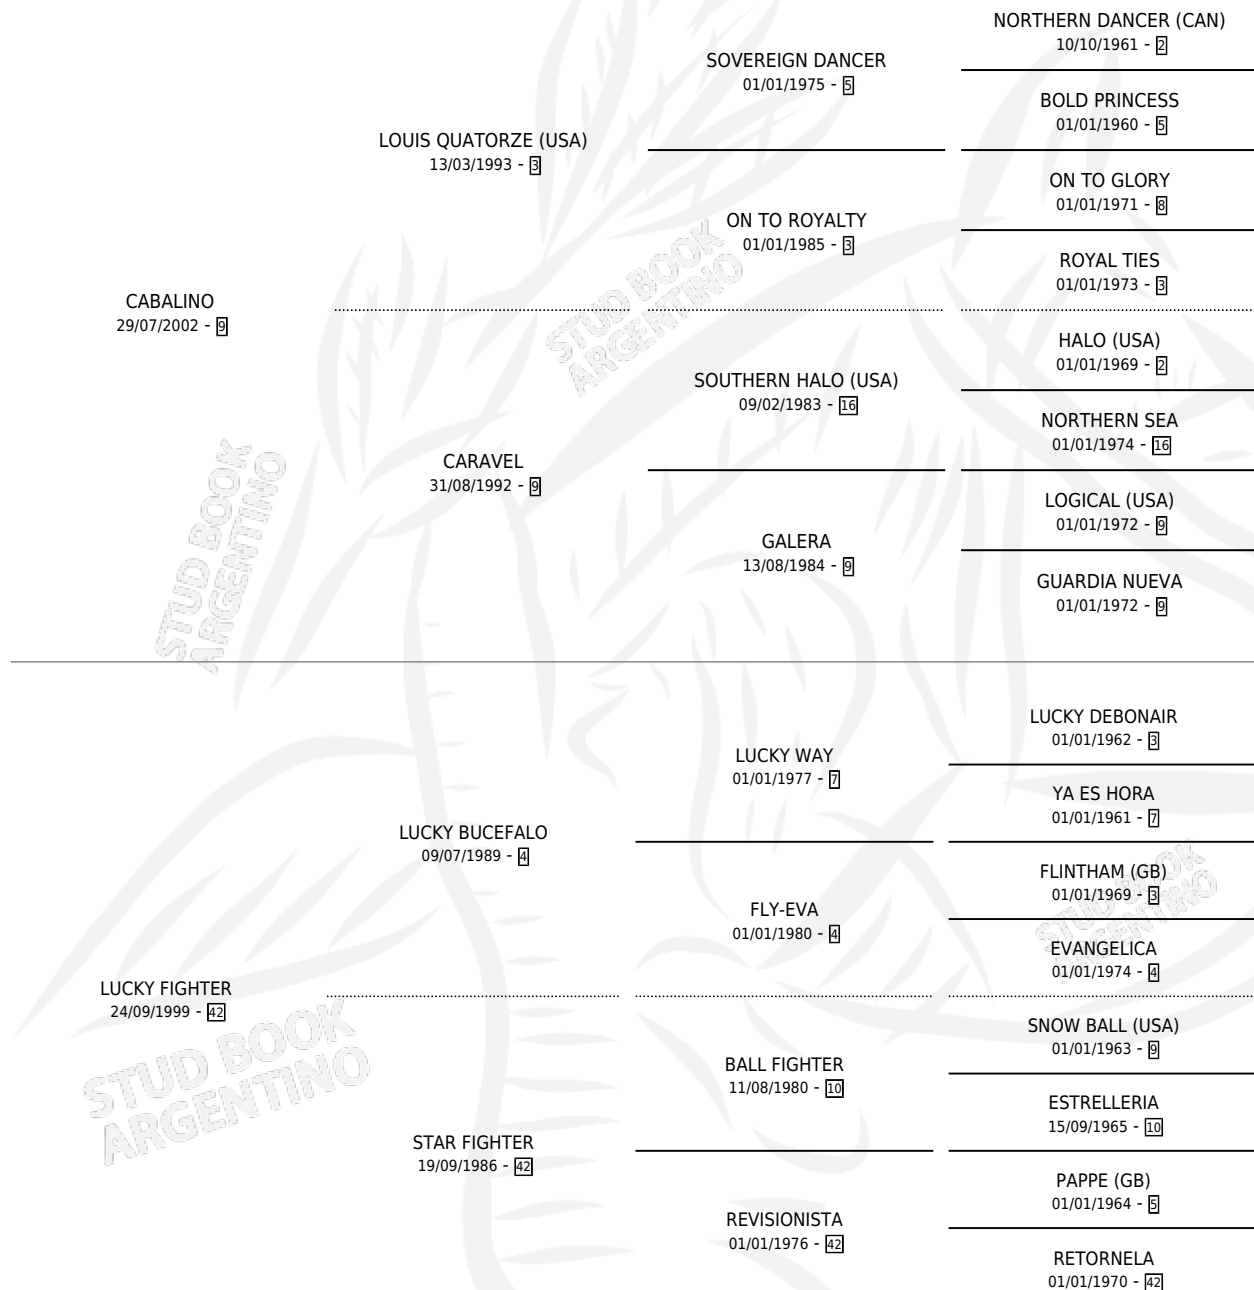 NORTHERN DANCER (CAN)
10/10/1961 - 2
SOVEREIGN DANCER
01/01/1975 - 5
BOLD PRINCESS
01/01/1960 - 5
LOUIS QUATORZE (USA)
13/03/1993 - 3
ON TO GLORY
01/01/1971 - 8
ON TO ROYALTY
01/01/1985 - 3
ROYAL TIES
01/01/1973 - 3
CABALINO
29/07/2002 - 9
STUD BOOK
ARGENTINO
HALO (USA)
01/01/1969 - 2
SOUTHERN HALO (USA)
09/02/1983 - 16
NORTHERN SEA
01/01/1974 - 16
CARAVEL
31/08/1992 - 9
LOGICAL (USA)
01/01/1972 - 9
GALERA
13/08/1984 - 9
GUARDIA NUEVA
01/01/1972 - 9
STUD BOOK
ARGENTINO
LUCKY DEBONAIR
01/01/1962 - 3
LUCKY WAY
01/01/1977 - 7
YA ES HORA
01/01/1961 - 7
LUCKY BUCEFALO
09/07/1989 - 4
FLINTHAM (GB)
01/01/1969 - 3
FLY-EVA
01/01/1980 - 4
STUD BOOK
ARGENTINO
EVANGELICA
01/01/1974 - 4
LUCKY FIGHTER
24/09/1999 - 42
SNOW BALL (USA)
01/01/1963 - 9
BALL FIGHTER
11/08/1980 - 10
STUD BOOK
ARGENTINO
ESTRELLERIA
15/09/1965 - 10
STAR FIGHTER
19/09/1986 - 42
PAPPE (GB)
01/01/1964 - 5
REVISIONISTA
01/01/1976 - 42
RETORNELA
01/01/1970 - 42